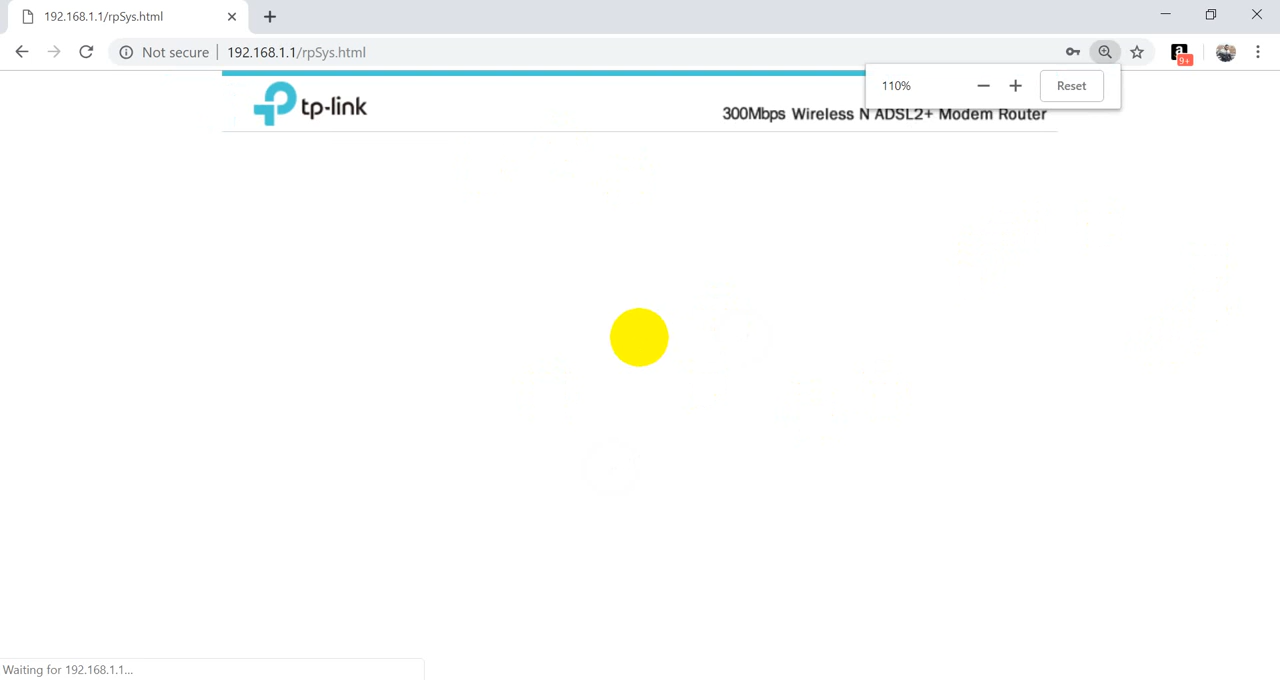 192.168.1.1/rpSys.html
Not secure
192.168.1.1/rpSys.html
a
9+
110%
Reset
tp-link
300Mbps Wireless N ADSL2+ Modem Router
Waiting for 192.168.1.1...